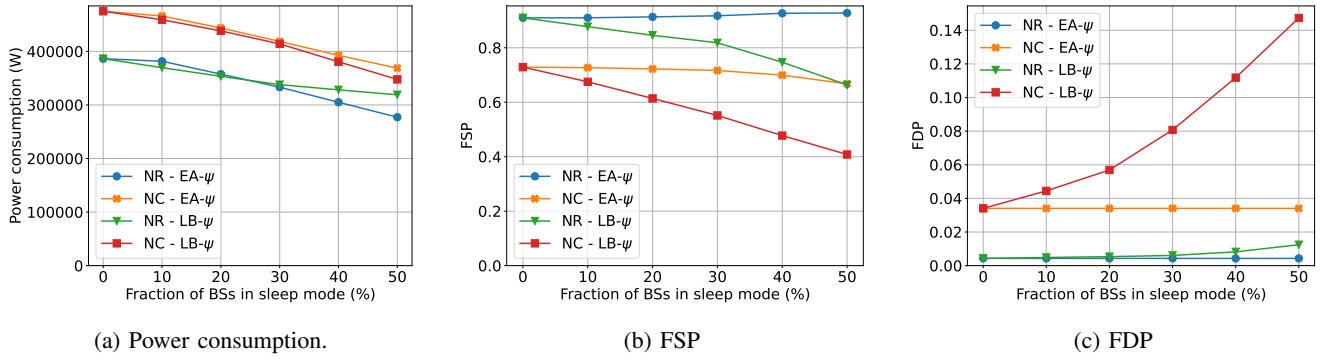 400000
300000
200000
100000
0
Power consumption (W)
NR - EA-ψ
NC - EA-ψ
NR - LB-ψ
NC - LB-ψ
0 10 20 30 40 50
Fraction of BSs in sleep mode (%)
(a) Power consumption.
0.8
0.6
0.4
0.2
0.0
FSP
NR - EA-ψ
NC - EA-ψ
NR - LB-ψ
NC - LB-ψ
0 10 20 30 40 50
Fraction of BSs in sleep mode (%)
(b) FSP
0.14
0.12
0.10
0.08
0.06
0.04
0.02
0.00
FDP
NR - EA-ψ
NC - EA-ψ
NR - LB-ψ
NC - LB-ψ
0 10 20 30 40 50
Fraction of BSs in sleep mode (%)
(c) FDP